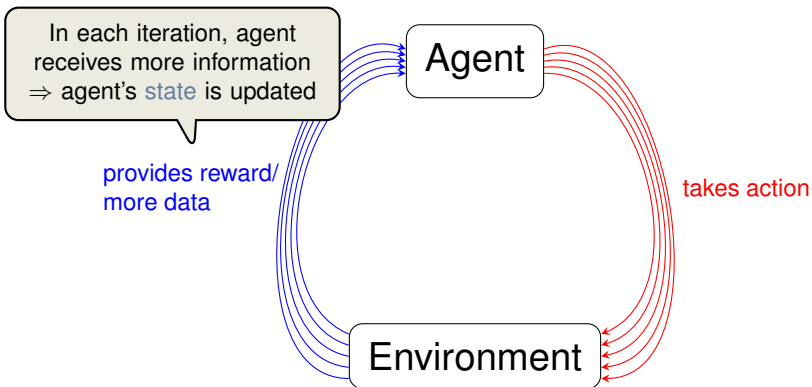 In each iteration, agent
receives more information
⇒ agent's state is updated
Agent
provides reward/
more data
takes action
Environment